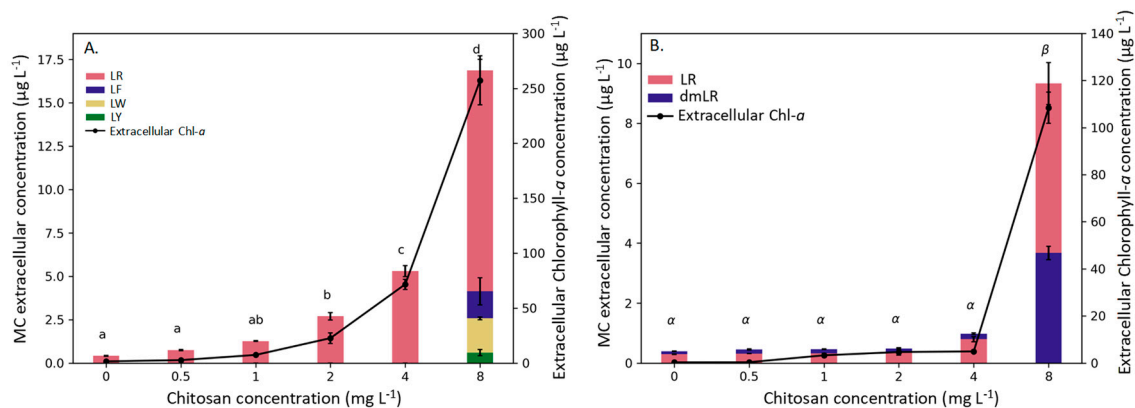 A.
MC extracellular concentration (µg L-1)
17.5
15.0
12.5
10.0
7.5
5.0
2.5
0.0
LR
LF
LW
LY
Extracellular Chl-a
a
a
ab
b
c
d
300
250
200
150
100
50
0
Extracellular Chlorophyll-a concentration (µg L-1)
0 0.5 1 2 4 8
Chitosan concentration (mg L-1)
B.
MC extracellular concentration (µg L-1)
10
8
6
4
2
0
LR
dmLR
Extracellular Chl-a
α
α
α
α
α
β
140
120
100
80
60
40
20
0
Extracellular Chlorophyll-a concentration (µg L-1)
0 0.5 1 2 4 8
Chitosan concentration (mg L-1)